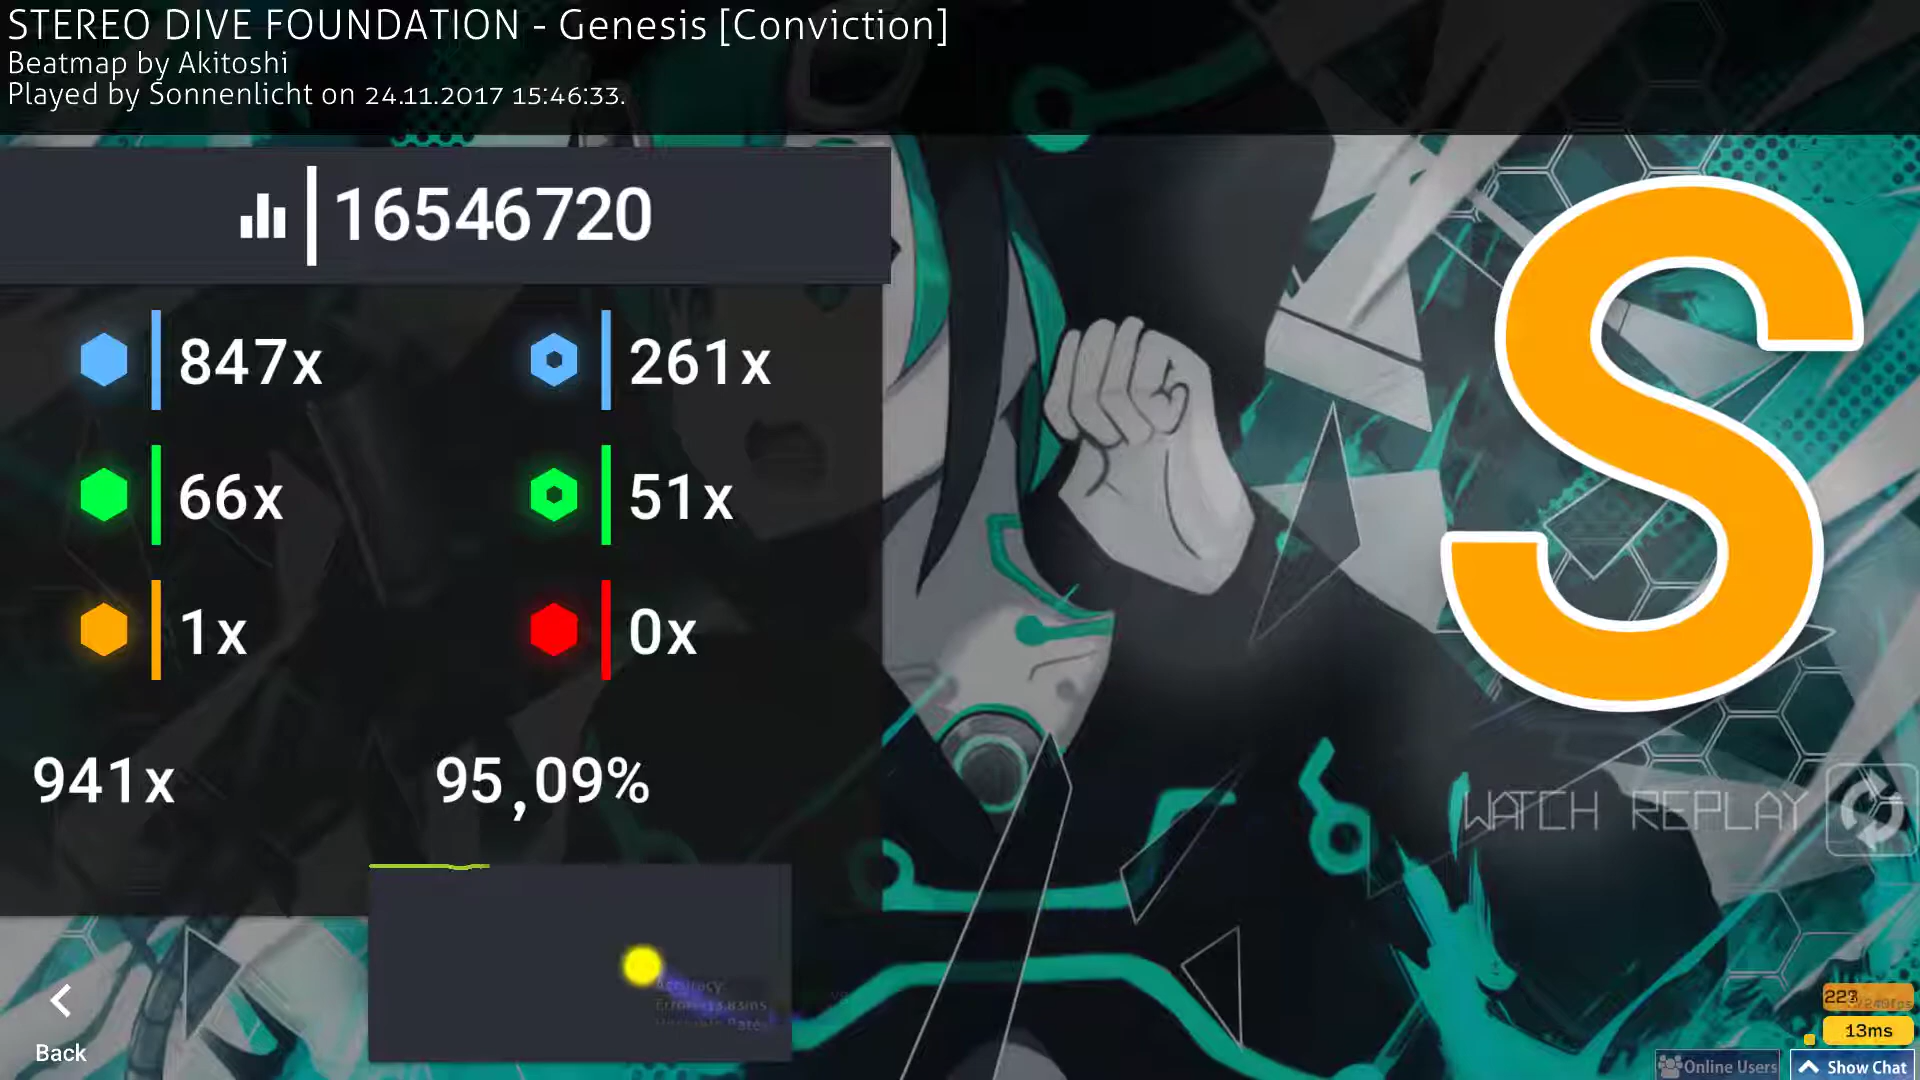 STEREO DIVE FOUNDATION - Genesis [Conviction]
Beatmap by Akitoshi
Played by Sonnenlicht on 24.11.2017 15:46:33.
16546720
847x 261x
66x 51x
1x 0x
941x 95,09%
WATCH REPLAY
Accuracy:
Back
13ms
Online Users
Show Chat